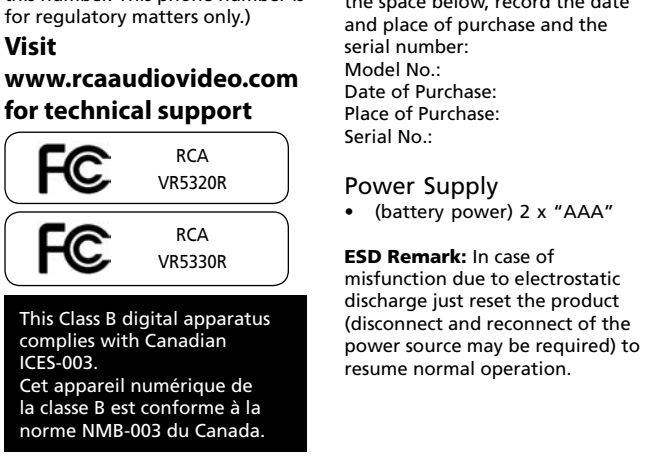 this number. This phone number is
for regulatory matters only.)
Visit
www.rcaaudiovideo.com
for technical support
FC RCA
VR5320R
FC RCA
VR5330R
This Class B digital apparatus
complies with Canadian
ICES-003.
Cet appareil numérique de
la classe B est conforme à la
norme NMB-003 du Canada.
the space below, record the date
and place of purchase and the
serial number:
Model No.:
Date of Purchase:
Place of Purchase:
Serial No.:
Power Supply
• (battery power) 2 x “AAA”
ESD Remark: In case of
misfunction due to electrostatic
discharge just reset the product
(disconnect and reconnect of the
power source may be required) to
resume normal operation.